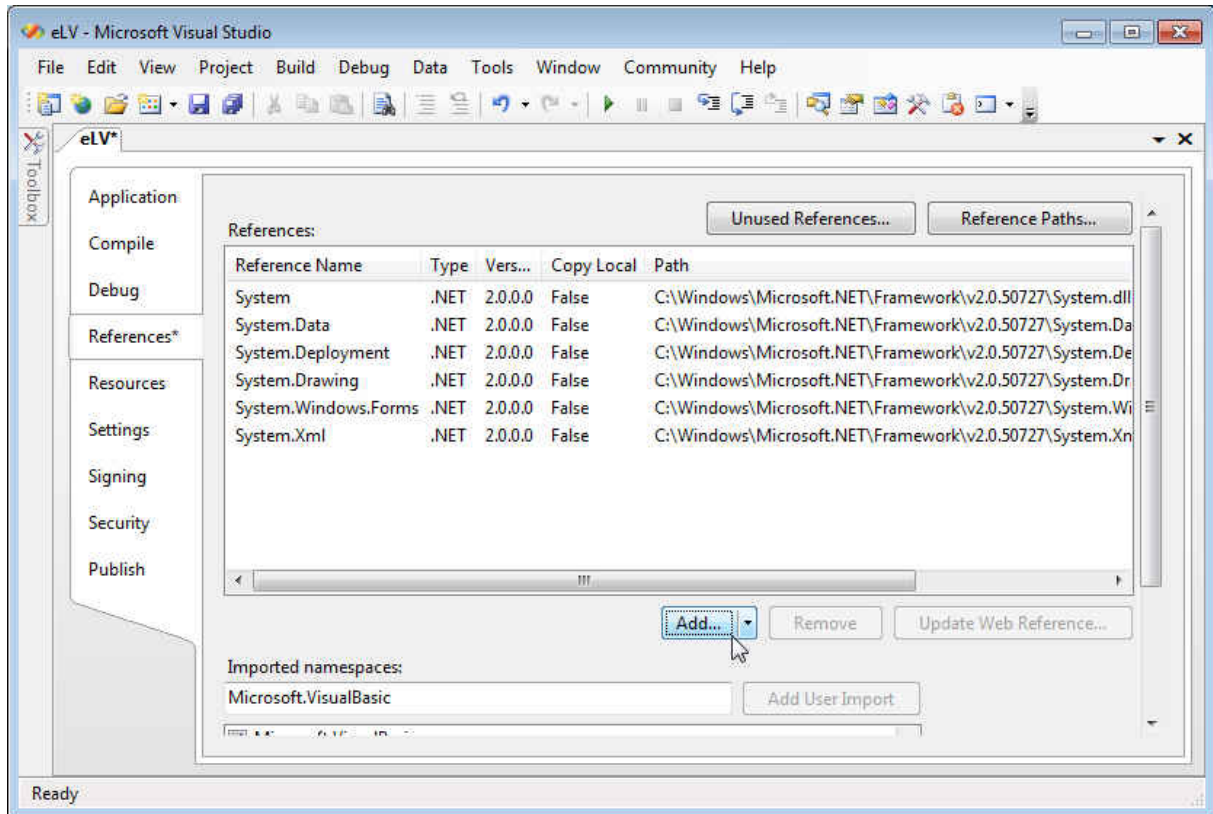 eLV - Microsoft Visual Studio
File Edit View Project Build Debug Data Tools Window Community Help
Toolbox
eLV*
Application
Compile
Debug
References*
Resources
Settings
Signing
Security
Publish
Unused References... Reference Paths...
References:
Reference Name Type Vers... Copy Local Path
System .NET 2.0.0.0 False C:\Windows\Microsoft.NET\Framework\v2.0.50727\System.dll
System.Data .NET 2.0.0.0 False C:\Windows\Microsoft.NET\Framework\v2.0.50727\System.Da
System.Deployment .NET 2.0.0.0 False C:\Windows\Microsoft.NET\Framework\v2.0.50727\System.De
System.Drawing .NET 2.0.0.0 False C:\Windows\Microsoft.NET\Framework\v2.0.50727\System.Dr
System.Windows.Forms .NET 2.0.0.0 False C:\Windows\Microsoft.NET\Framework\v2.0.50727\System.Wi
System.Xml .NET 2.0.0.0 False C:\Windows\Microsoft.NET\Framework\v2.0.50727\System.Xn
Add... Remove Update Web Reference...
Imported namespaces:
Microsoft.VisualBasic Add User Import
Ready